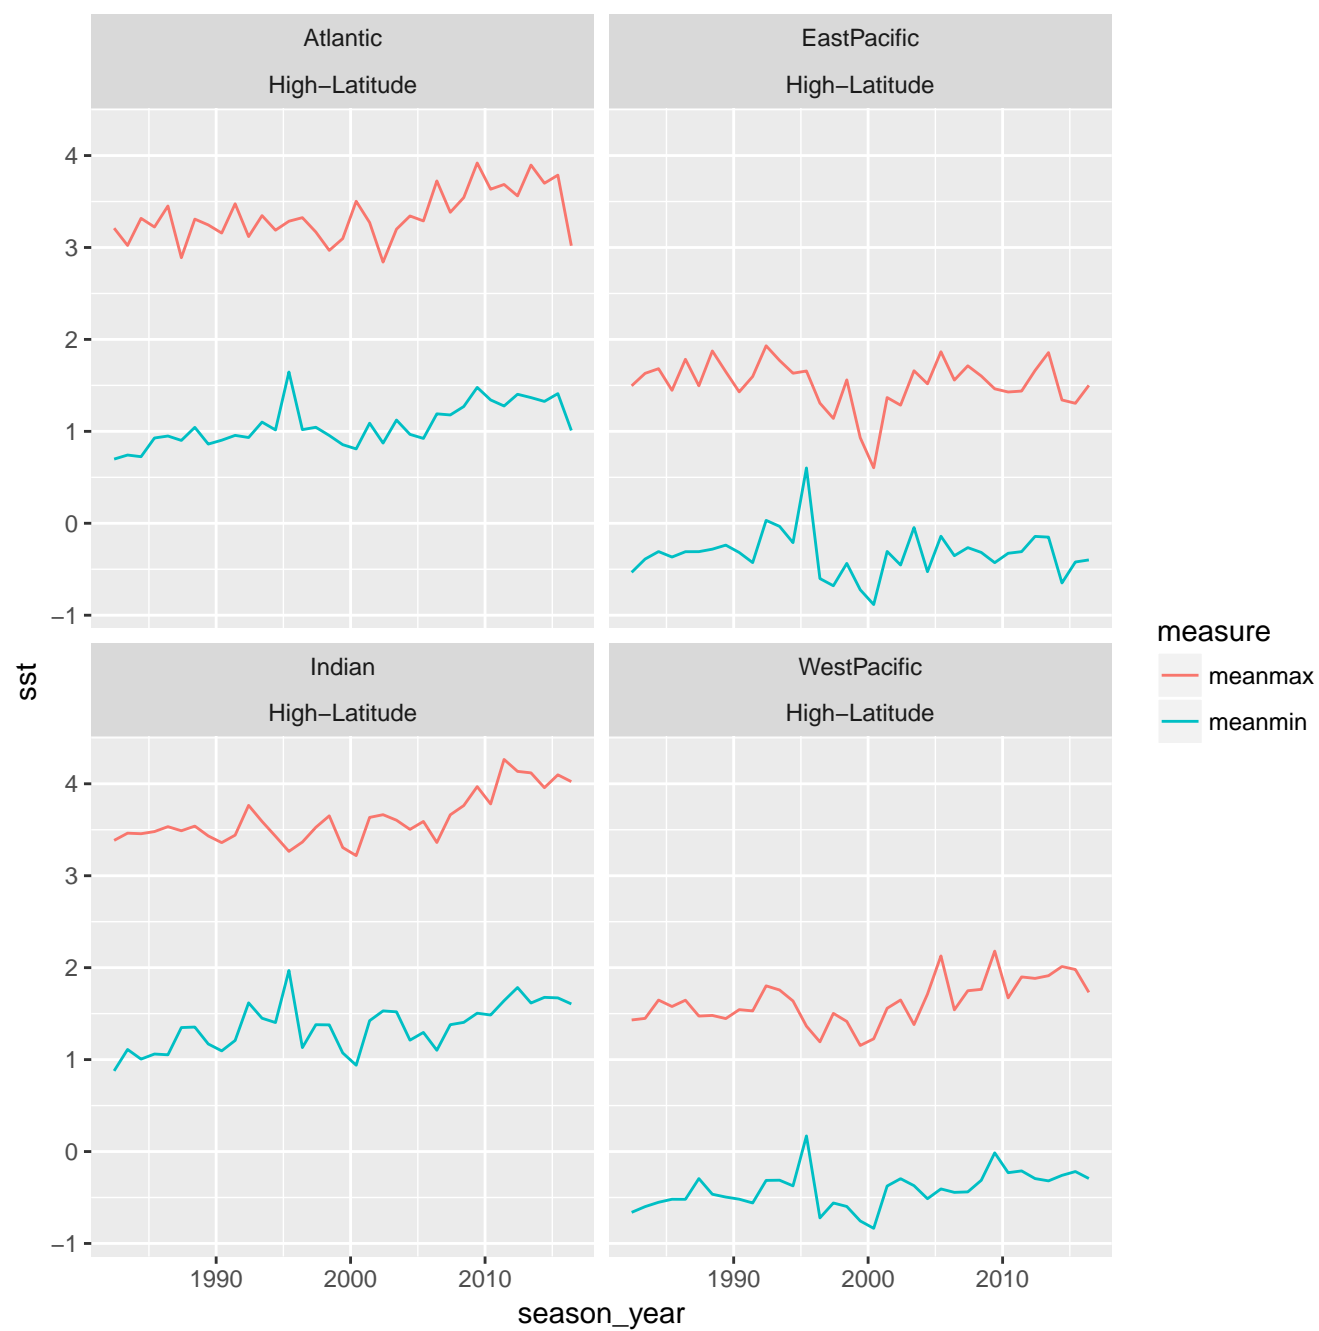 Atlantic
High−Latitude
EastPacific
High−Latitude
4
3
2
1
0
−1
Indian
High−Latitude
WestPacific
High−Latitude
4
3
2
1
0
−1
1990
2000
2010
1990
2000
2010
season_year
sst
measure
meanmax
meanmin